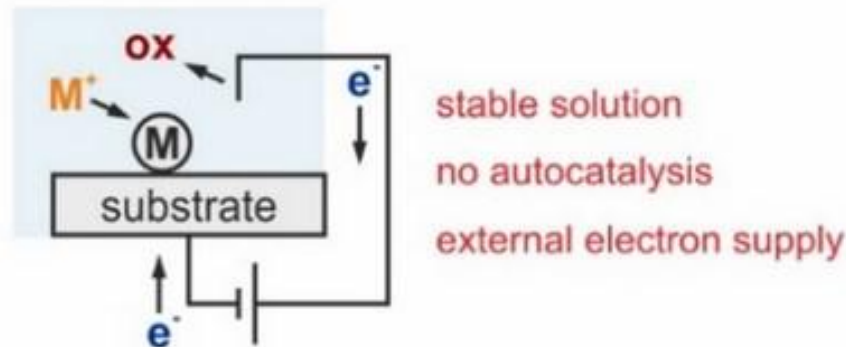 ox
M⁺
e⁻
stable solution
M
no autocatalysis
substrate
external electron supply
e⁻